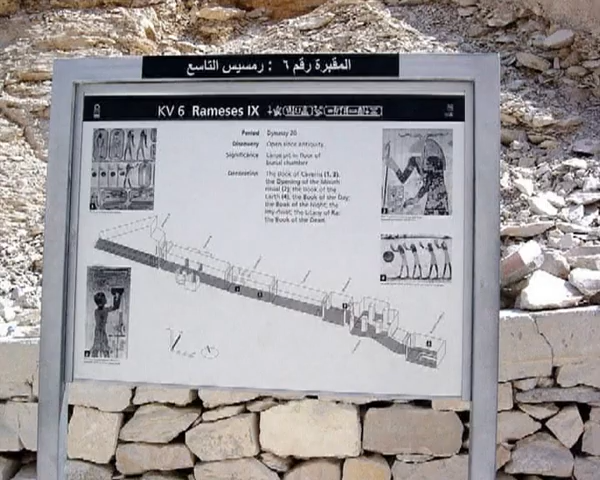 المقبرة رقم ٦ : رمسيس التاسع
KV 6 Rameses IX
Period Dynasty 20
Discovery Open since antiquity
Significance Large pit in floor of
burial chamber
Decoration The Book of Caverns (1, 2),
the Opening of the Mouth
ritual (3); the Book of the
Earth (4), the Book of the Day;
the Book of the Night; the
the Litany of Ra;
the Book of the Dead.